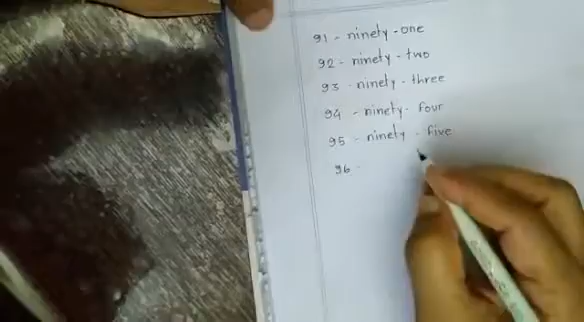 91 - ninety - one
92 - ninety - two
93 - ninety - three
94 - ninety - four
95 - ninety - five
96 -